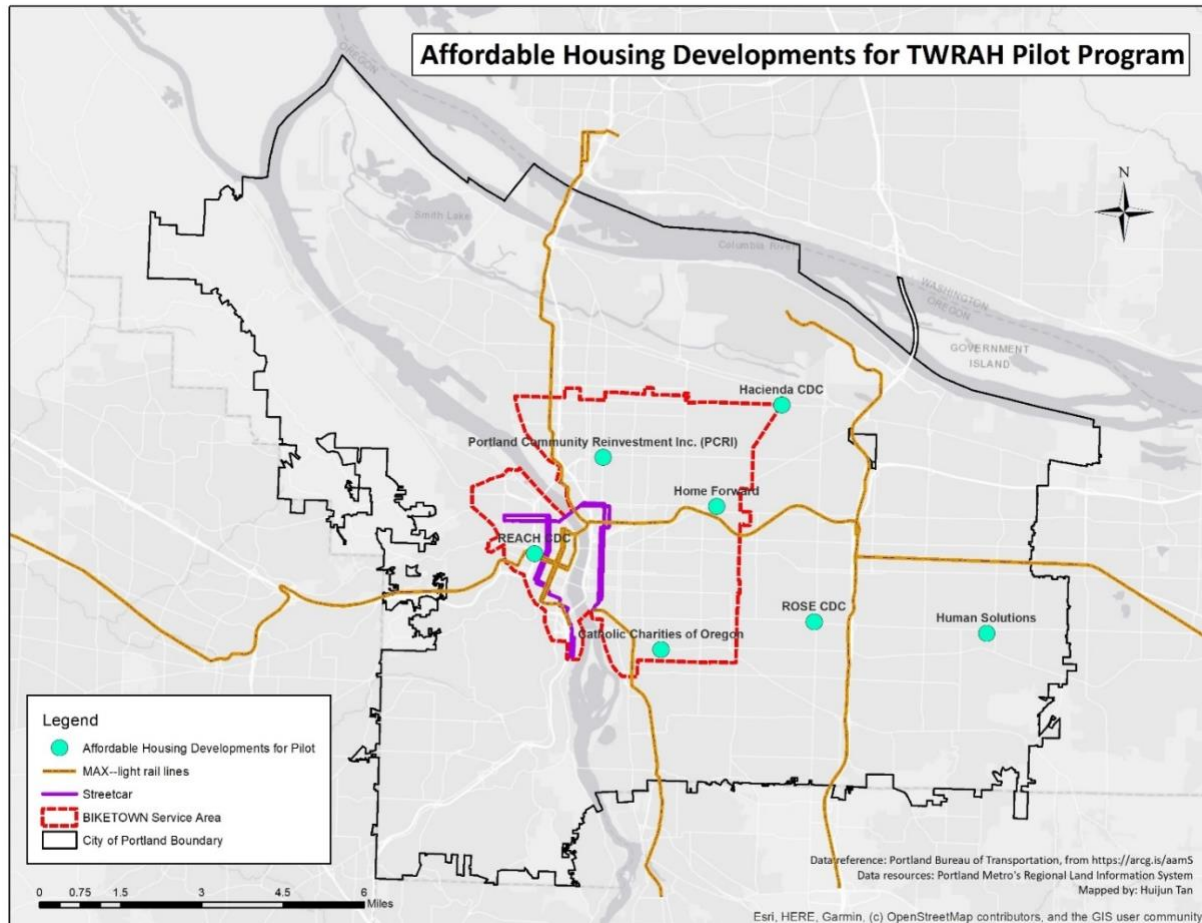 Affordable Housing Developments for TWRAH Pilot Program
OREGON
N
Smith Lake
Columbia River
WASHINGTON
OREGON
GOVERNMENT
ISLAND
Hacienda CDC
Portland Community Reinvestment Inc. (PCRI)
Home Forward
REACH CDC
ROSE CDC
Human Solutions
Catholic Charities of Oregon
Legend
Affordable Housing Developments for Pilot
MAX--light rail lines
Streetcar
BIKETOWN Service Area
City of Portland Boundary
0 0.75 1.5 3 4.5 6
Miles
Data reference: Portland Bureau of Transportation, from https://arcg.is/aamS
Data resources: Portland Metro's Regional Land Information System
Mapped by: Huijun Tan
Esri, HERE, Garmin, (c) OpenStreetMap contributors, and the GIS user community